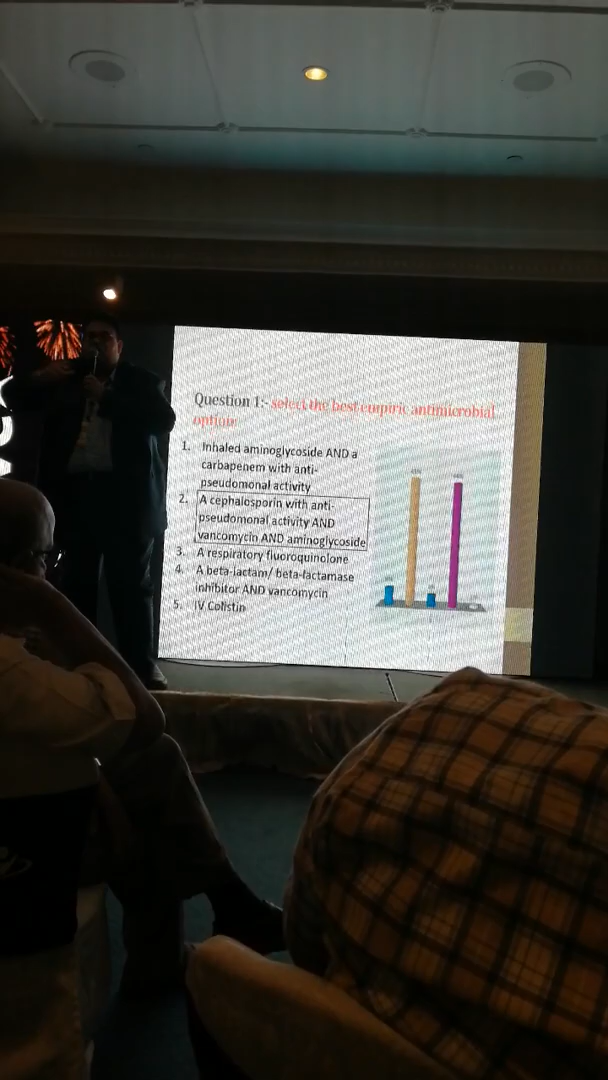 Question 1:- select the best empiric antimicrobial
option:
1. Inhaled aminoglycoside AND a
carbapenem with anti-
pseudomonal activity
2. A cephalosporin with anti-
pseudomonal activity AND
vancomycin AND aminoglycoside
3. A respiratory fluoroquinolone
4. A beta-lactam/ beta-lactamase
inhibitor AND vancomycin
5. IV Colistin